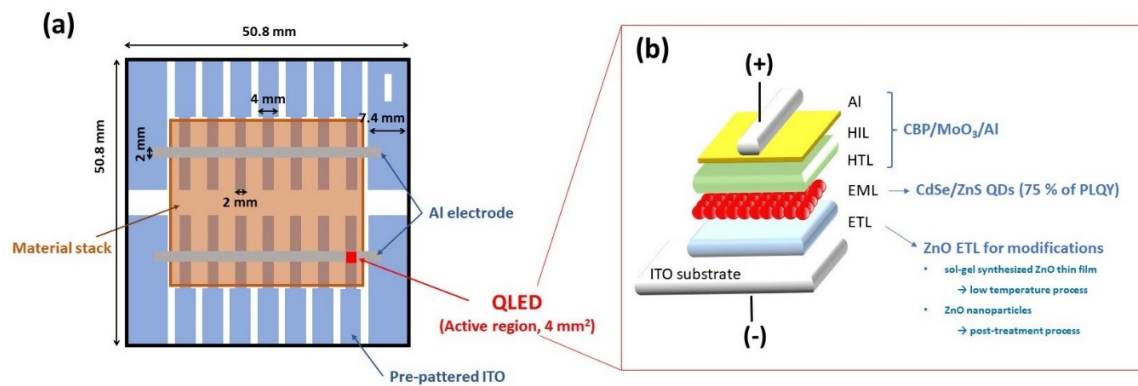 (a)
50.8 mm
50.8 mm
4 mm
7.4 mm
2 mm
2 mm
Al electrode
Material stack
QLED
(Active region, 4 mm²)
Pre-pattered ITO
(b)
(+)
Al
HIL
HTL
EML
ETL
CBP/MoO₃/Al
CdSe/ZnS QDs (75 % of PLQY)
ZnO ETL for modifications
• sol-gel synthesized ZnO thin film
→ low temperature process
• ZnO nanoparticles
→ post-treatment process
ITO substrate
(-)